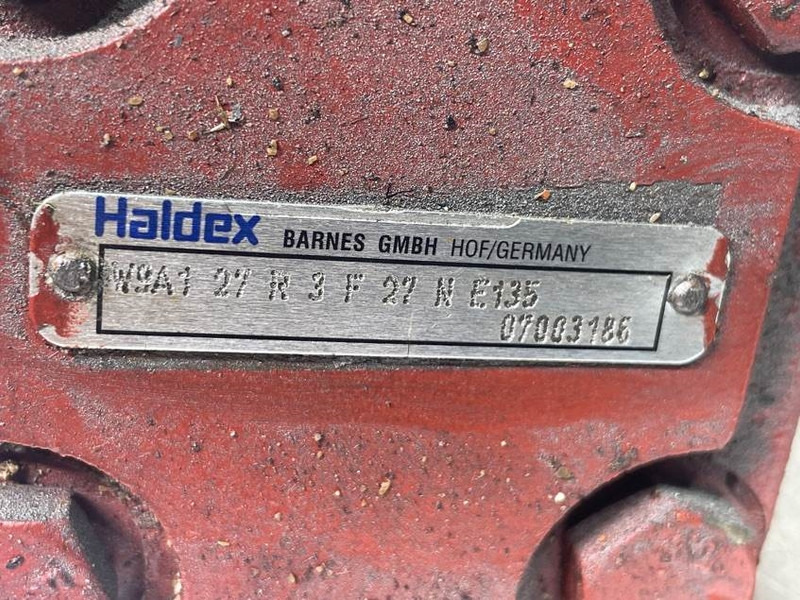 Haldex BARNES GMBH HOF/GERMANY
W9A1 27 R 3 F 27 N E135
07003186